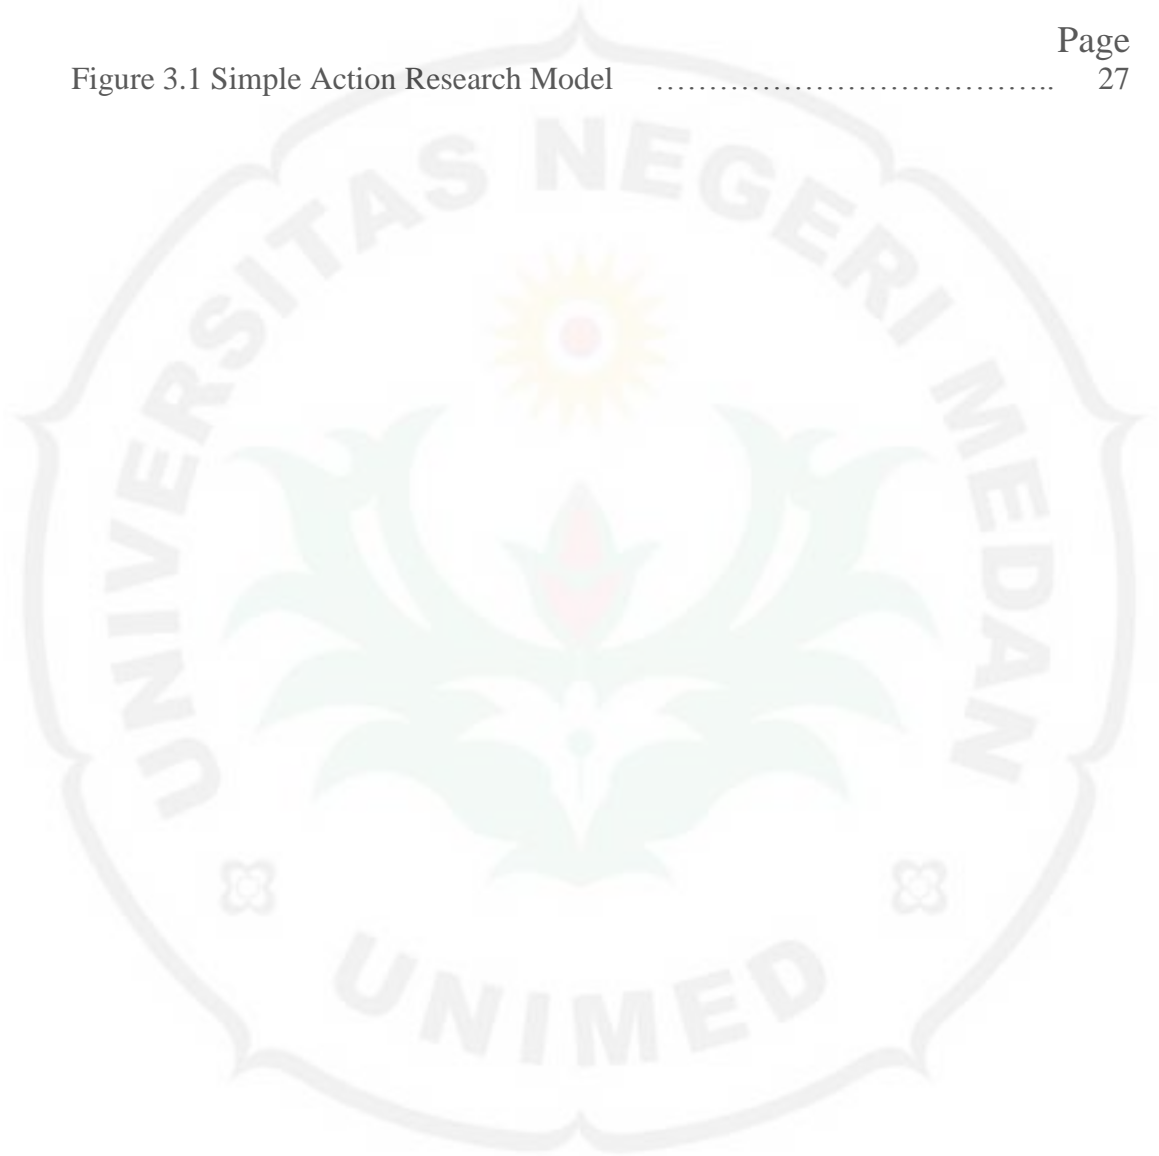 Page
Figure 3.1 Simple Action Research Model ………………………………….. 27
UNIVERSITAS NEGERI MEDAN
UNIMED